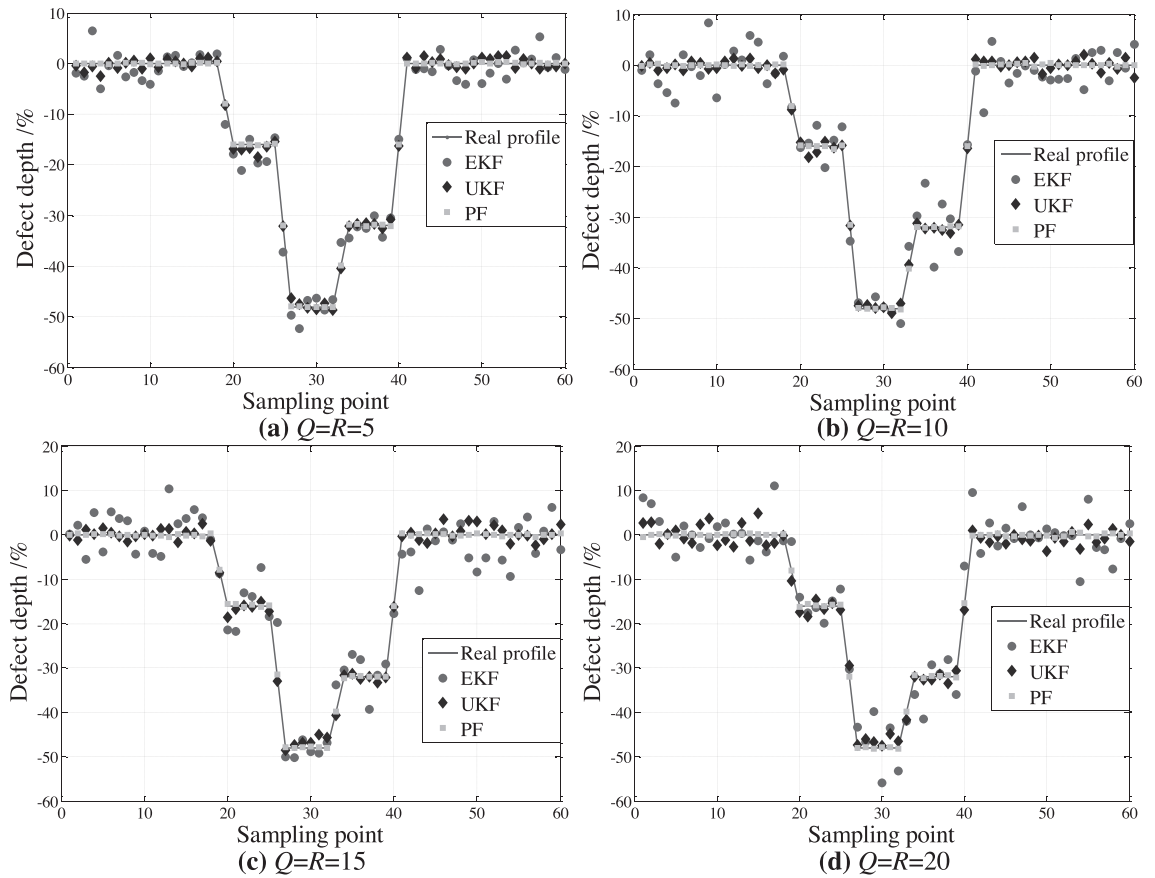 10
0
-10
-20
-30
-40
-50
-60
Defect depth /%
Real profile
EKF
UKF
PF
0 10 20 30 40 50 60
Sampling point
(a) Q=R=5
10
0
-10
-20
-30
-40
-50
-60
Defect depth /%
Real profile
EKF
UKF
PF
0 10 20 30 40 50 60
Sampling point
(b) Q=R=10
20
10
0
-10
-20
-30
-40
-50
-60
Defect depth /%
Real profile
EKF
UKF
PF
0 10 20 30 40 50 60
Sampling point
(c) Q=R=15
20
10
0
-10
-20
-30
-40
-50
-60
Defect depth /%
Real profile
EKF
UKF
PF
0 10 20 30 40 50 60
Sampling point
(d) Q=R=20